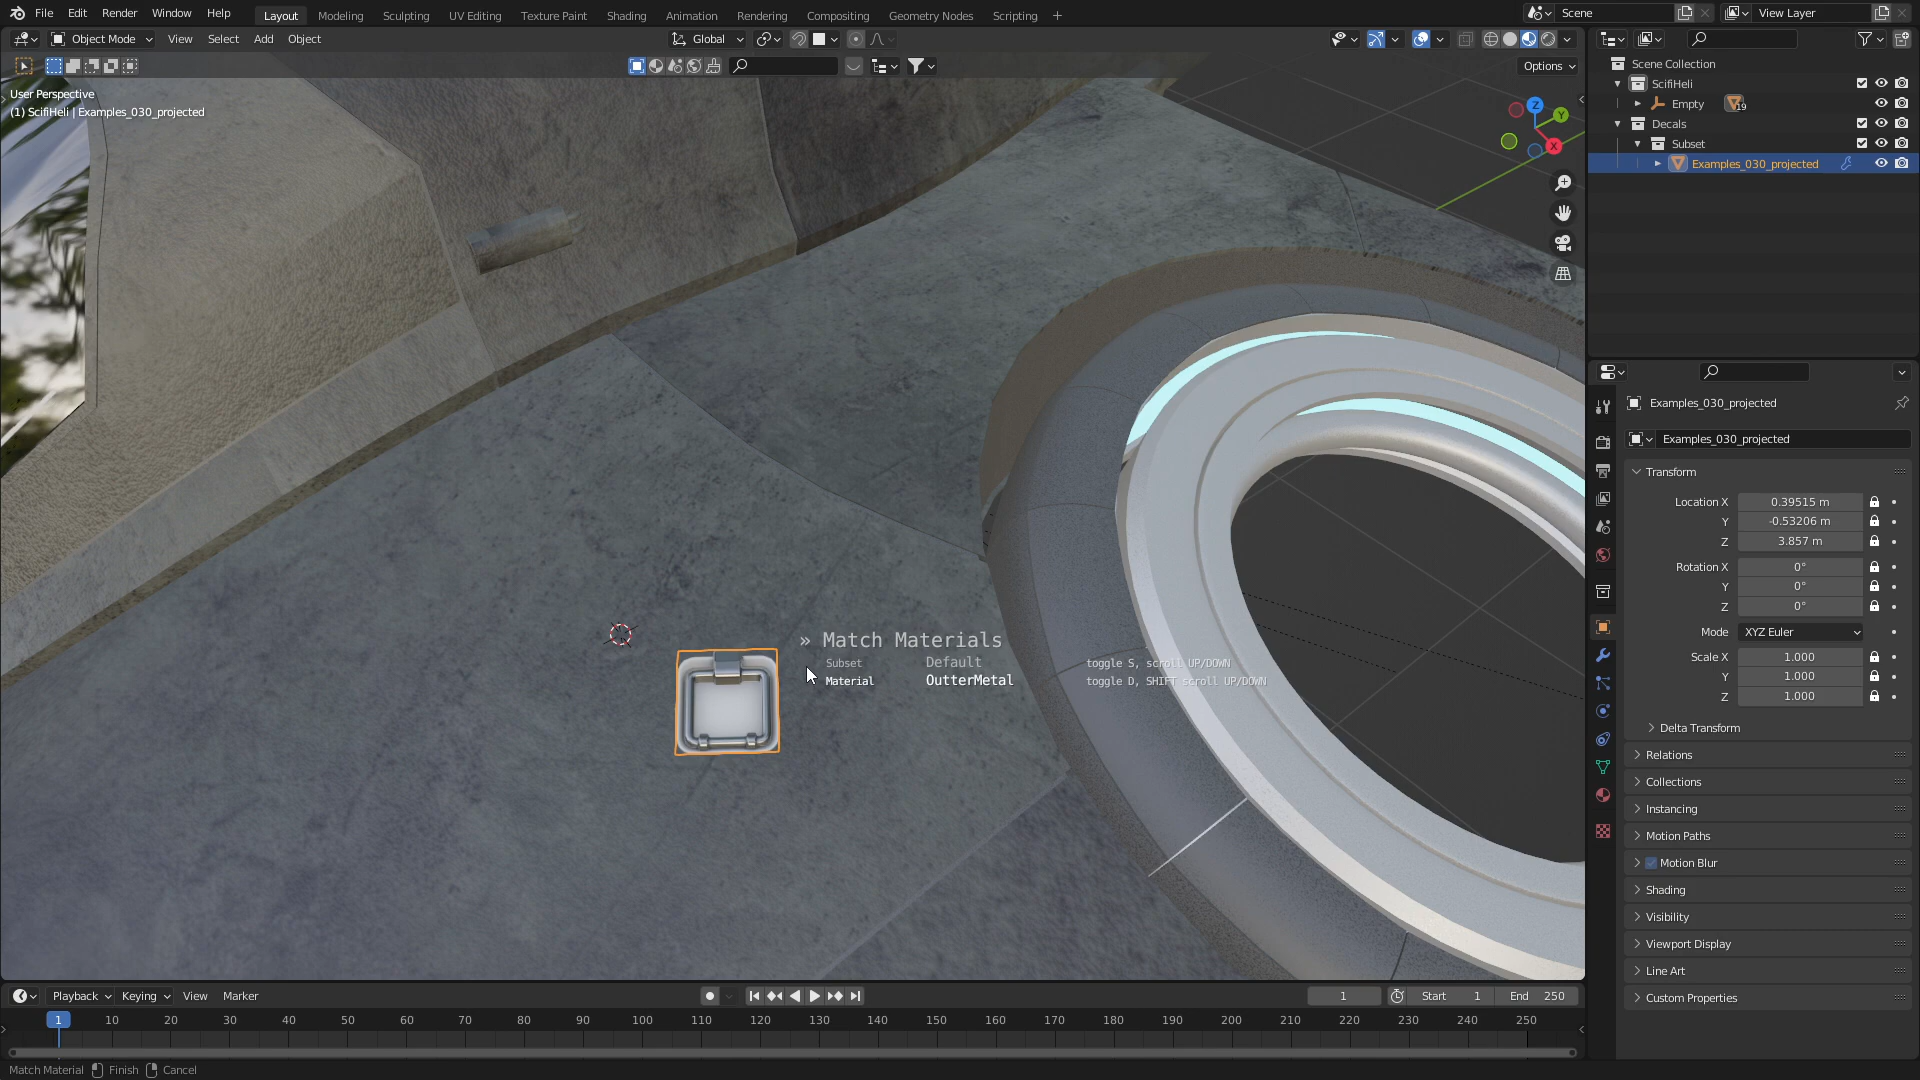 File Edit Render Window Help Layout Modeling Sculpting UV Editing Texture Paint Shading Animation Rendering Compositing Geometry Nodes Scripting + Scene View Layer
Object Mode View Select Add Object Global
Options
User Perspective
(1) ScifiHeli | Examples_030_projected
Z
Y
X
Scene Collection
ScifiHeli
Empty 19
Decals
Subset
Examples_030_projected
Examples_030_projected
Examples_030_projected
Transform
Location X 0.39515 m
Y -0.53206 m
Z 3.857 m
Rotation X 0°
Y 0°
Z 0°
Mode XYZ Euler
Scale X 1.000
Y 1.000
Z 1.000
Delta Transform
Relations
Collections
Instancing
Motion Paths
Motion Blur
Shading
Visibility
Viewport Display
Line Art
Custom Properties
» Match Materials
Subset Default toggle S, scroll UP/DOWN
Material OutterMetal toggle D, SHIFT scroll UP/DOWN
Playback Keying View Marker 1 Start 1 End 250
1 10 20 30 40 50 60 70 80 90 100 110 120 130 140 150 160 170 180 190 200 210 220 230 240 250
Match Material Finish Cancel